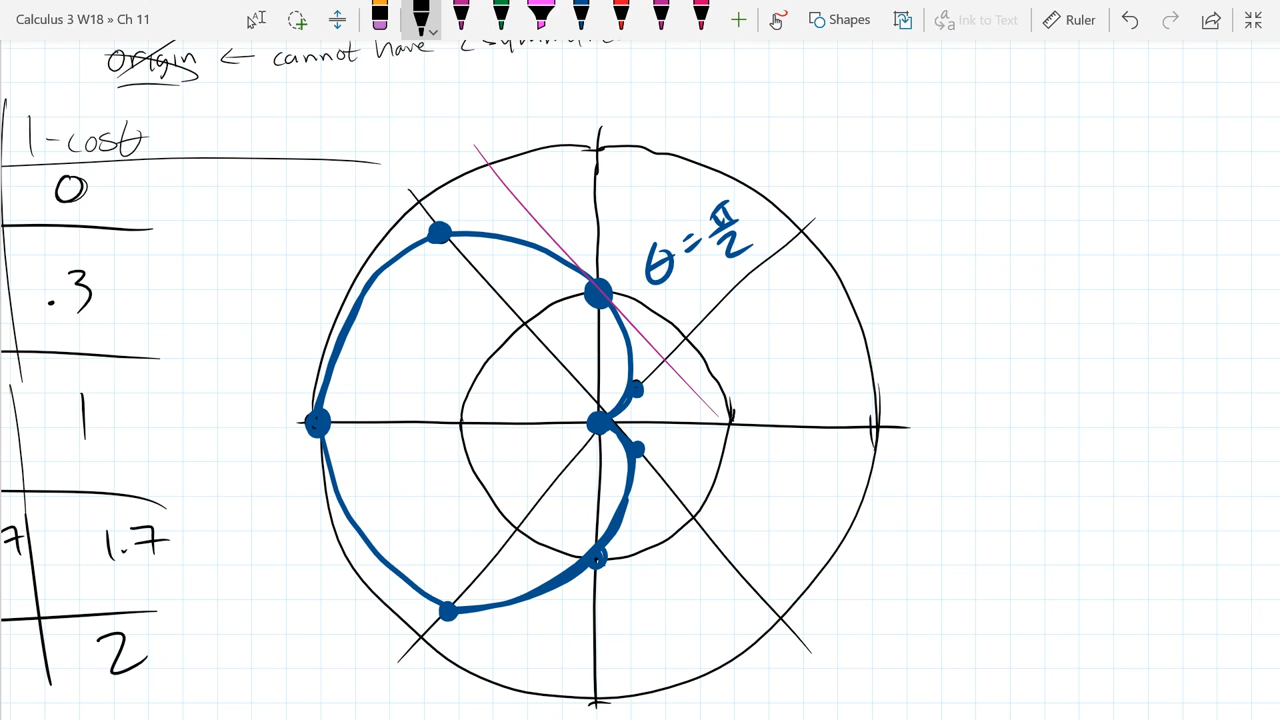 Calculus 3 W18 » Ch 11
Shapes
Ink to Text
Ruler
origin ← cannot have
1-cosθ
0
.3
1
7 1.7
2
θ = π/2